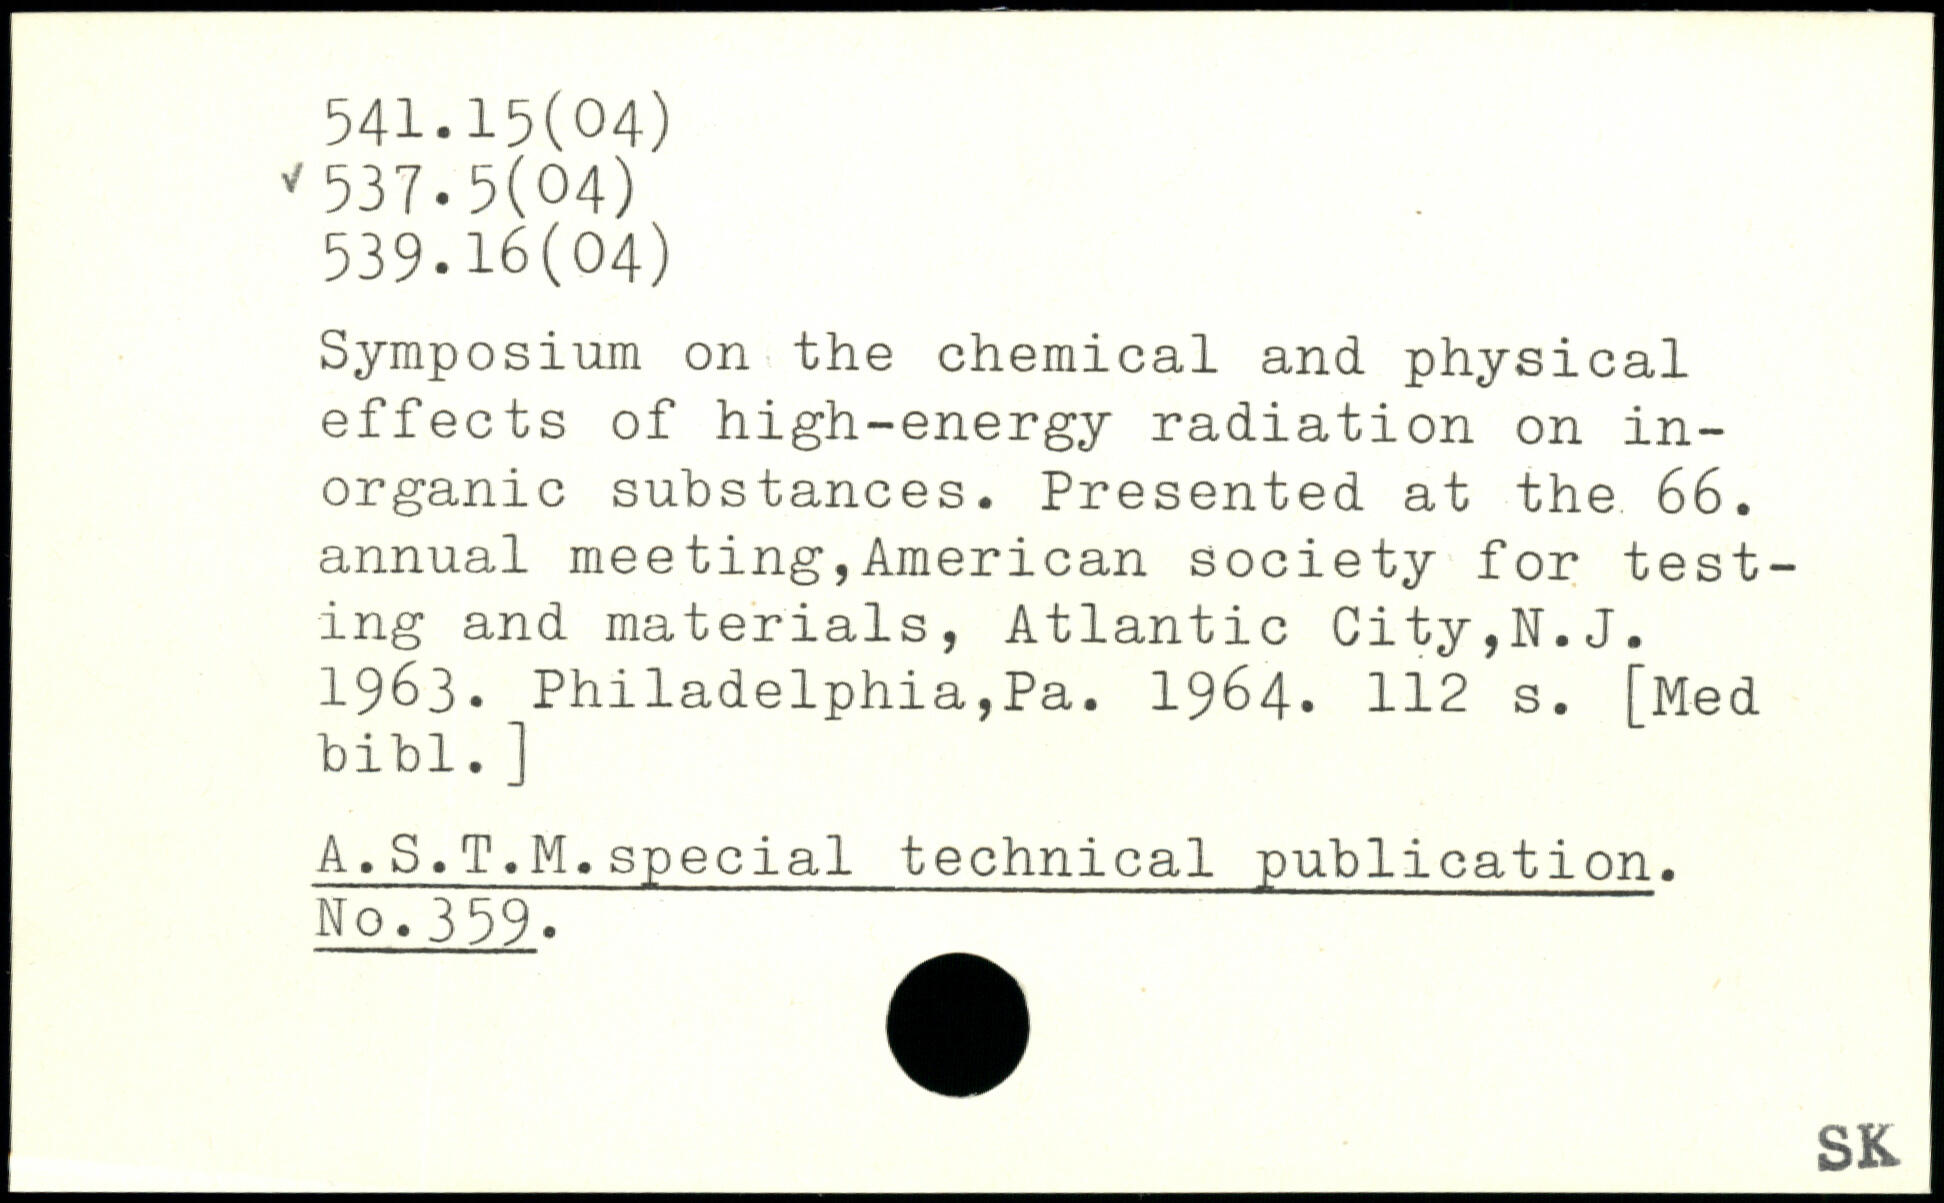 541.15(04)
✓ 537.5(04)
539.16(04)
Symposium on the chemical and physical
effects of high-energy radiation on in-
organic substances. Presented at the 66.
annual meeting,American society for test-
ing and materials, Atlantic City,N.J.
1963. Philadelphia,Pa. 1964. 112 s. [Med
bibl.]
A.S.T.M.special technical publication.
No.359.
SK